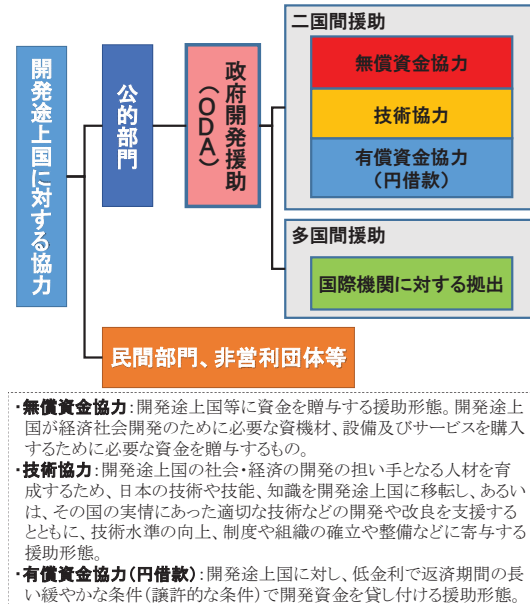 開発途上国に対する協力
公的部門
政府開発援助
（ＯＤＡ）
二国間援助
無償資金協力
技術協力
有償資金協力
（円借款）
多国間援助
国際機関に対する拠出
民間部門、非営利団体等
・無償資金協力：開発途上国等に資金を贈与する援助形態。開発途上
国が経済社会開発のために必要な資機材、設備及びサービスを購入
するために必要な資金を贈与するもの。
・技術協力：開発途上国の社会・経済の開発の担い手となる人材を育
成するため、日本の技術や技能、知識を開発途上国に移転し、あるい
は、その国の実情にあった適切な技術などの開発や改良を支援する
とともに、技術水準の向上、制度や組織の確立や整備などに寄与する
援助形態。
・有償資金協力（円借款）：開発途上国に対し、低金利で返済期間の長
い緩やかな条件（譲許的な条件）で開発資金を貸し付ける援助形態。